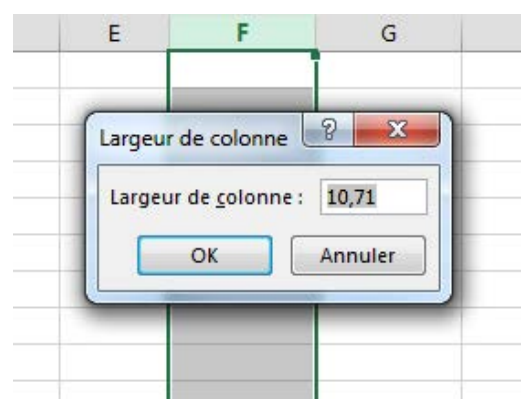 E F G
Largeur de colonne
Largeur de colonne : 10,71
OK Annuler